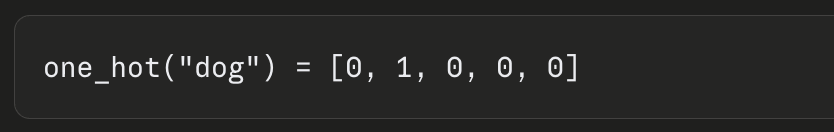 one_hot("dog") = [0, 1, 0, 0, 0]